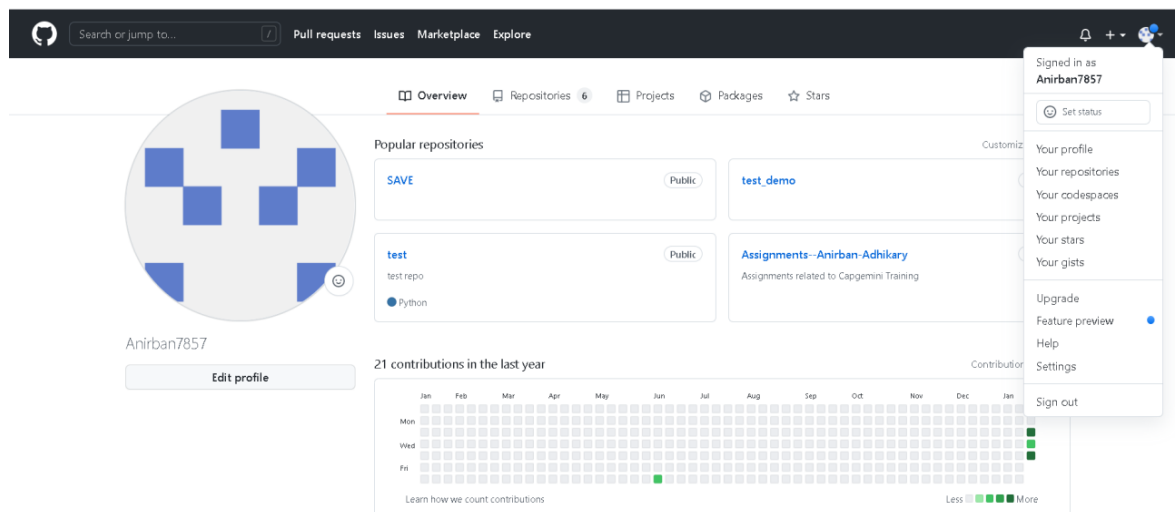 Search or jump to...
/
Pull requests
Issues
Marketplace
Explore
Signed in as
Anirban7857
Set status
Your profile
Your repositories
Your codespaces
Your projects
Your stars
Your gists
Upgrade
Feature preview
Help
Settings
Sign out
Overview
Repositories 6
Projects
Packages
Stars
Anirban7857
Edit profile
Popular repositories
SAVE
Public
test_demo
test
Public
test repo
Python
Assignments--Anirban-Adhikary
Assignments related to Capgemini Training
21 contributions in the last year
Jan Feb Mar Apr May Jun Jul Aug Sep Oct Nov Dec Jan
Mon
Wed
Fri
Learn how we count contributions
Less
More